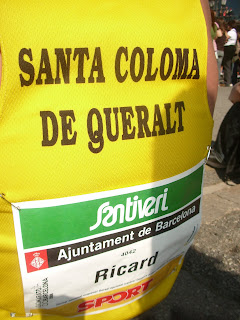 SANTA COLOMA
DE QUERALT
Santiveri
Ajuntament de Barcelona
4042
Ricard
SPORT